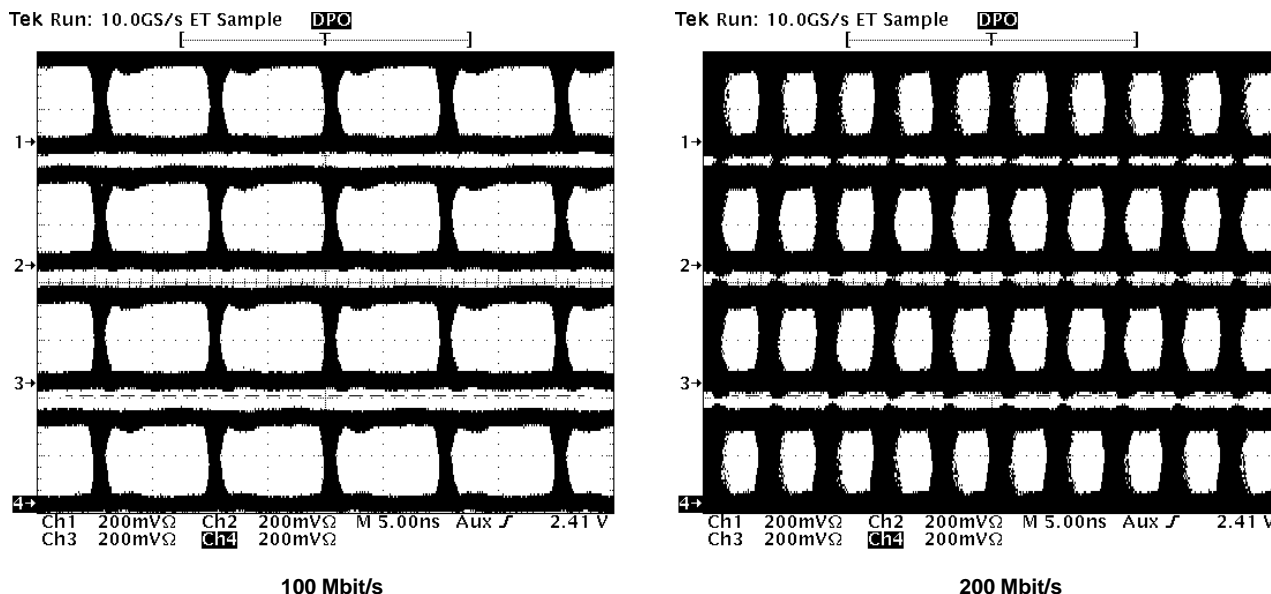 Tek Run: 10.0GS/s ET Sample DPO
[ T ]
1→
2→
3→
4→
Ch1 200mVΩ Ch2 200mVΩ M 5.00ns Aux ƒ 2.41 V
Ch3 200mVΩ Ch4 200mVΩ
100 Mbit/s
Tek Run: 10.0GS/s ET Sample DPO
[ T ]
1→
2→
3→
4→
Ch1 200mVΩ Ch2 200mVΩ M 5.00ns Aux ƒ 2.41 V
Ch3 200mVΩ Ch4 200mVΩ
200 Mbit/s